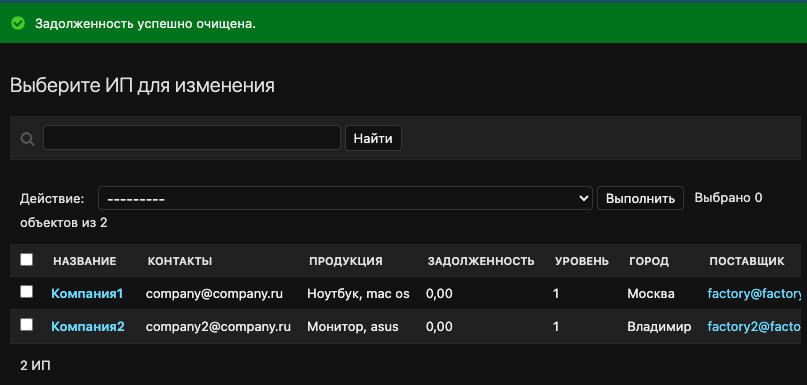 Задолженность успешно очищена.
Выберите ИП для изменения
Найти
Действие: --------- Выполнить Выбрано 0
объектов из 2
НАЗВАНИЕ КОНТАКТЫ ПРОДУКЦИЯ ЗАДОЛЖЕННОСТЬ УРОВЕНЬ ГОРОД ПОСТАВЩИК
Компания1 company@company.ru Ноутбук, mac os 0,00 1 Москва factory@factory
Компания2 company2@company.ru Монитор, asus 0,00 1 Владимир factory2@facto
2 ИП